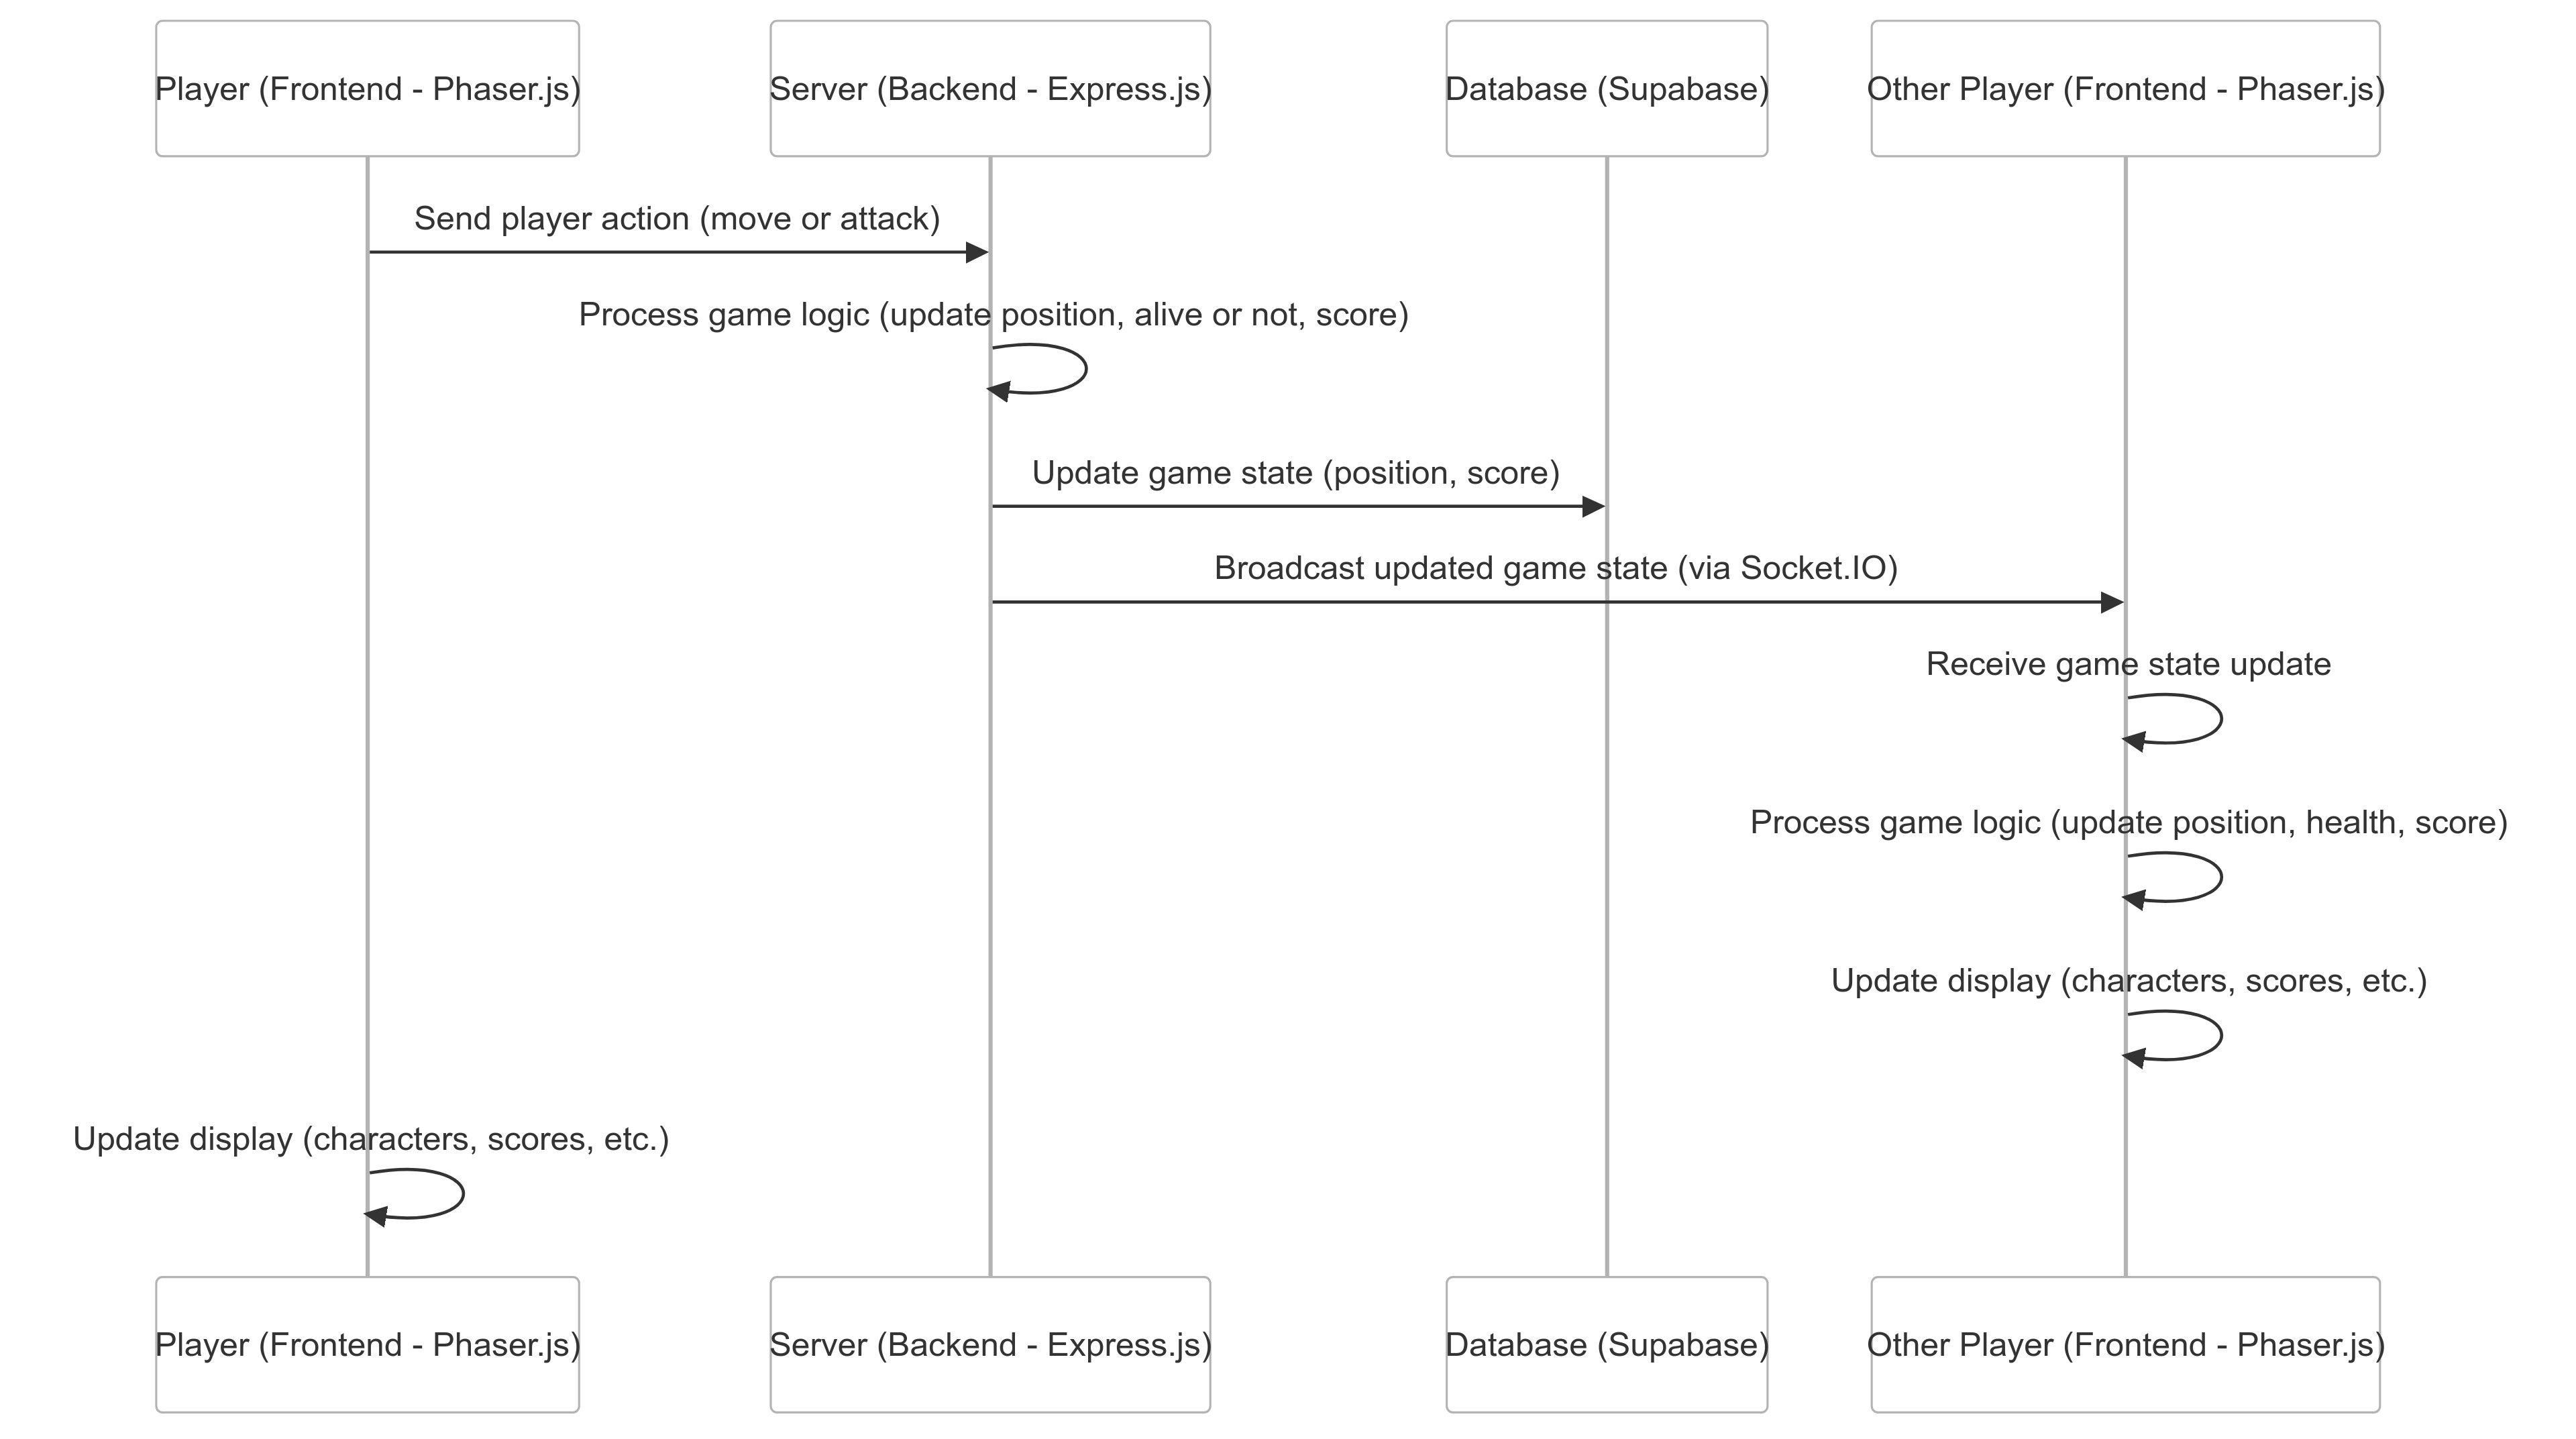 Player (Frontend - Phaser.js)
Server (Backend - Express.js)
Database (Supabase)
Other Player (Frontend - Phaser.js)
Send player action (move or attack)
Process game logic (update position, alive or not, score)
Update game state (position, score)
Broadcast updated game state (via Socket.IO)
Receive game state update
Process game logic (update position, health, score)
Update display (characters, scores, etc.)
Update display (characters, scores, etc.)
Player (Frontend - Phaser.js)
Server (Backend - Express.js)
Database (Supabase)
Other Player (Frontend - Phaser.js)